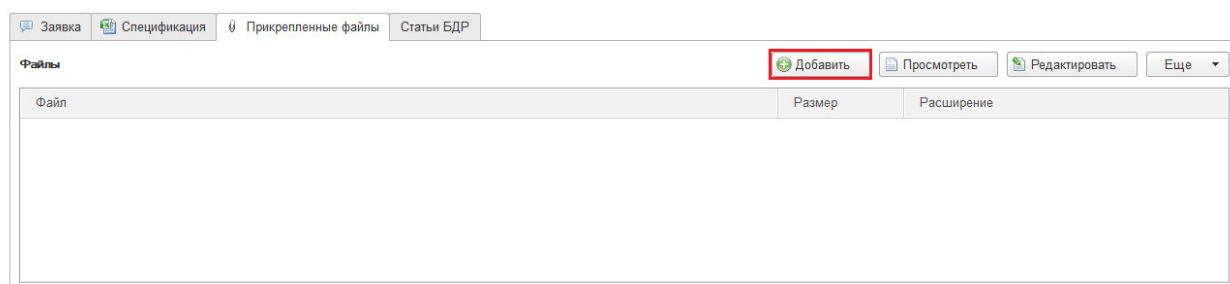 Заявка Спецификация Прикрепленные файлы Статьи БДР
Файлы Добавить Просмотреть Редактировать Еще
Файл Размер Расширение